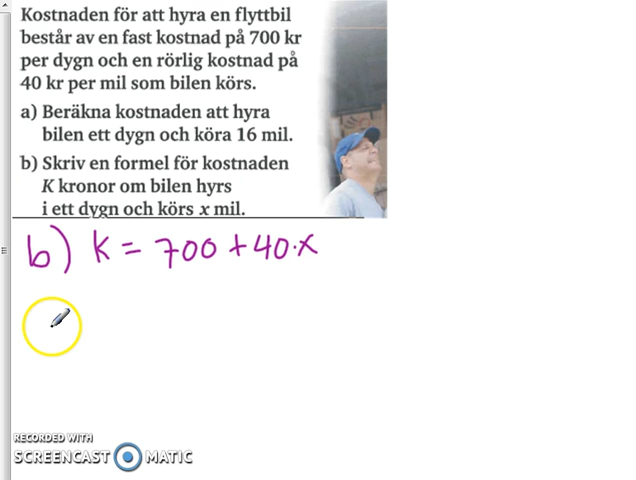 Kostnaden för att hyra en flyttbil
består av en fast kostnad på 700 kr
per dygn och en rörlig kostnad på
40 kr per mil som bilen körs.
a) Beräkna kostnaden att hyra
bilen ett dygn och köra 16 mil.
b) Skriv en formel för kostnaden
K kronor om bilen hyrs
i ett dygn och körs x mil.
b) K = 700 + 40·x
RECORDED WITH
SCREENCAST MATIC